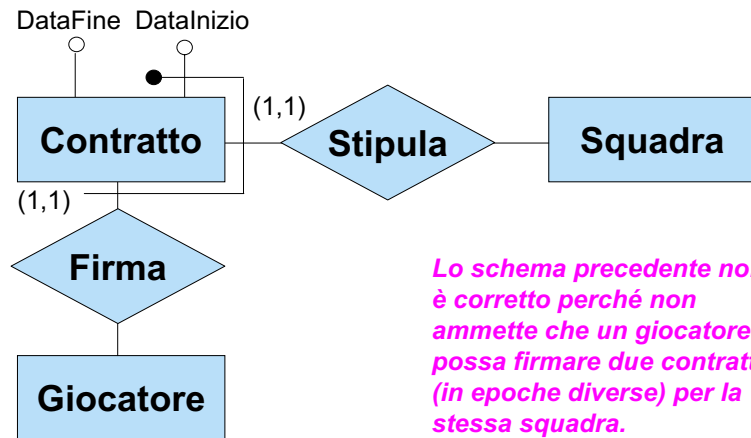 DataFine DataInizio
(1,1)
Contratto
Stipula
Squadra
(1,1)
Firma
Lo schema precedente no
è corretto perché non
ammette che un giocatore
possa firmare due contratt
(in epoche diverse) per la
stessa squadra.
Giocatore